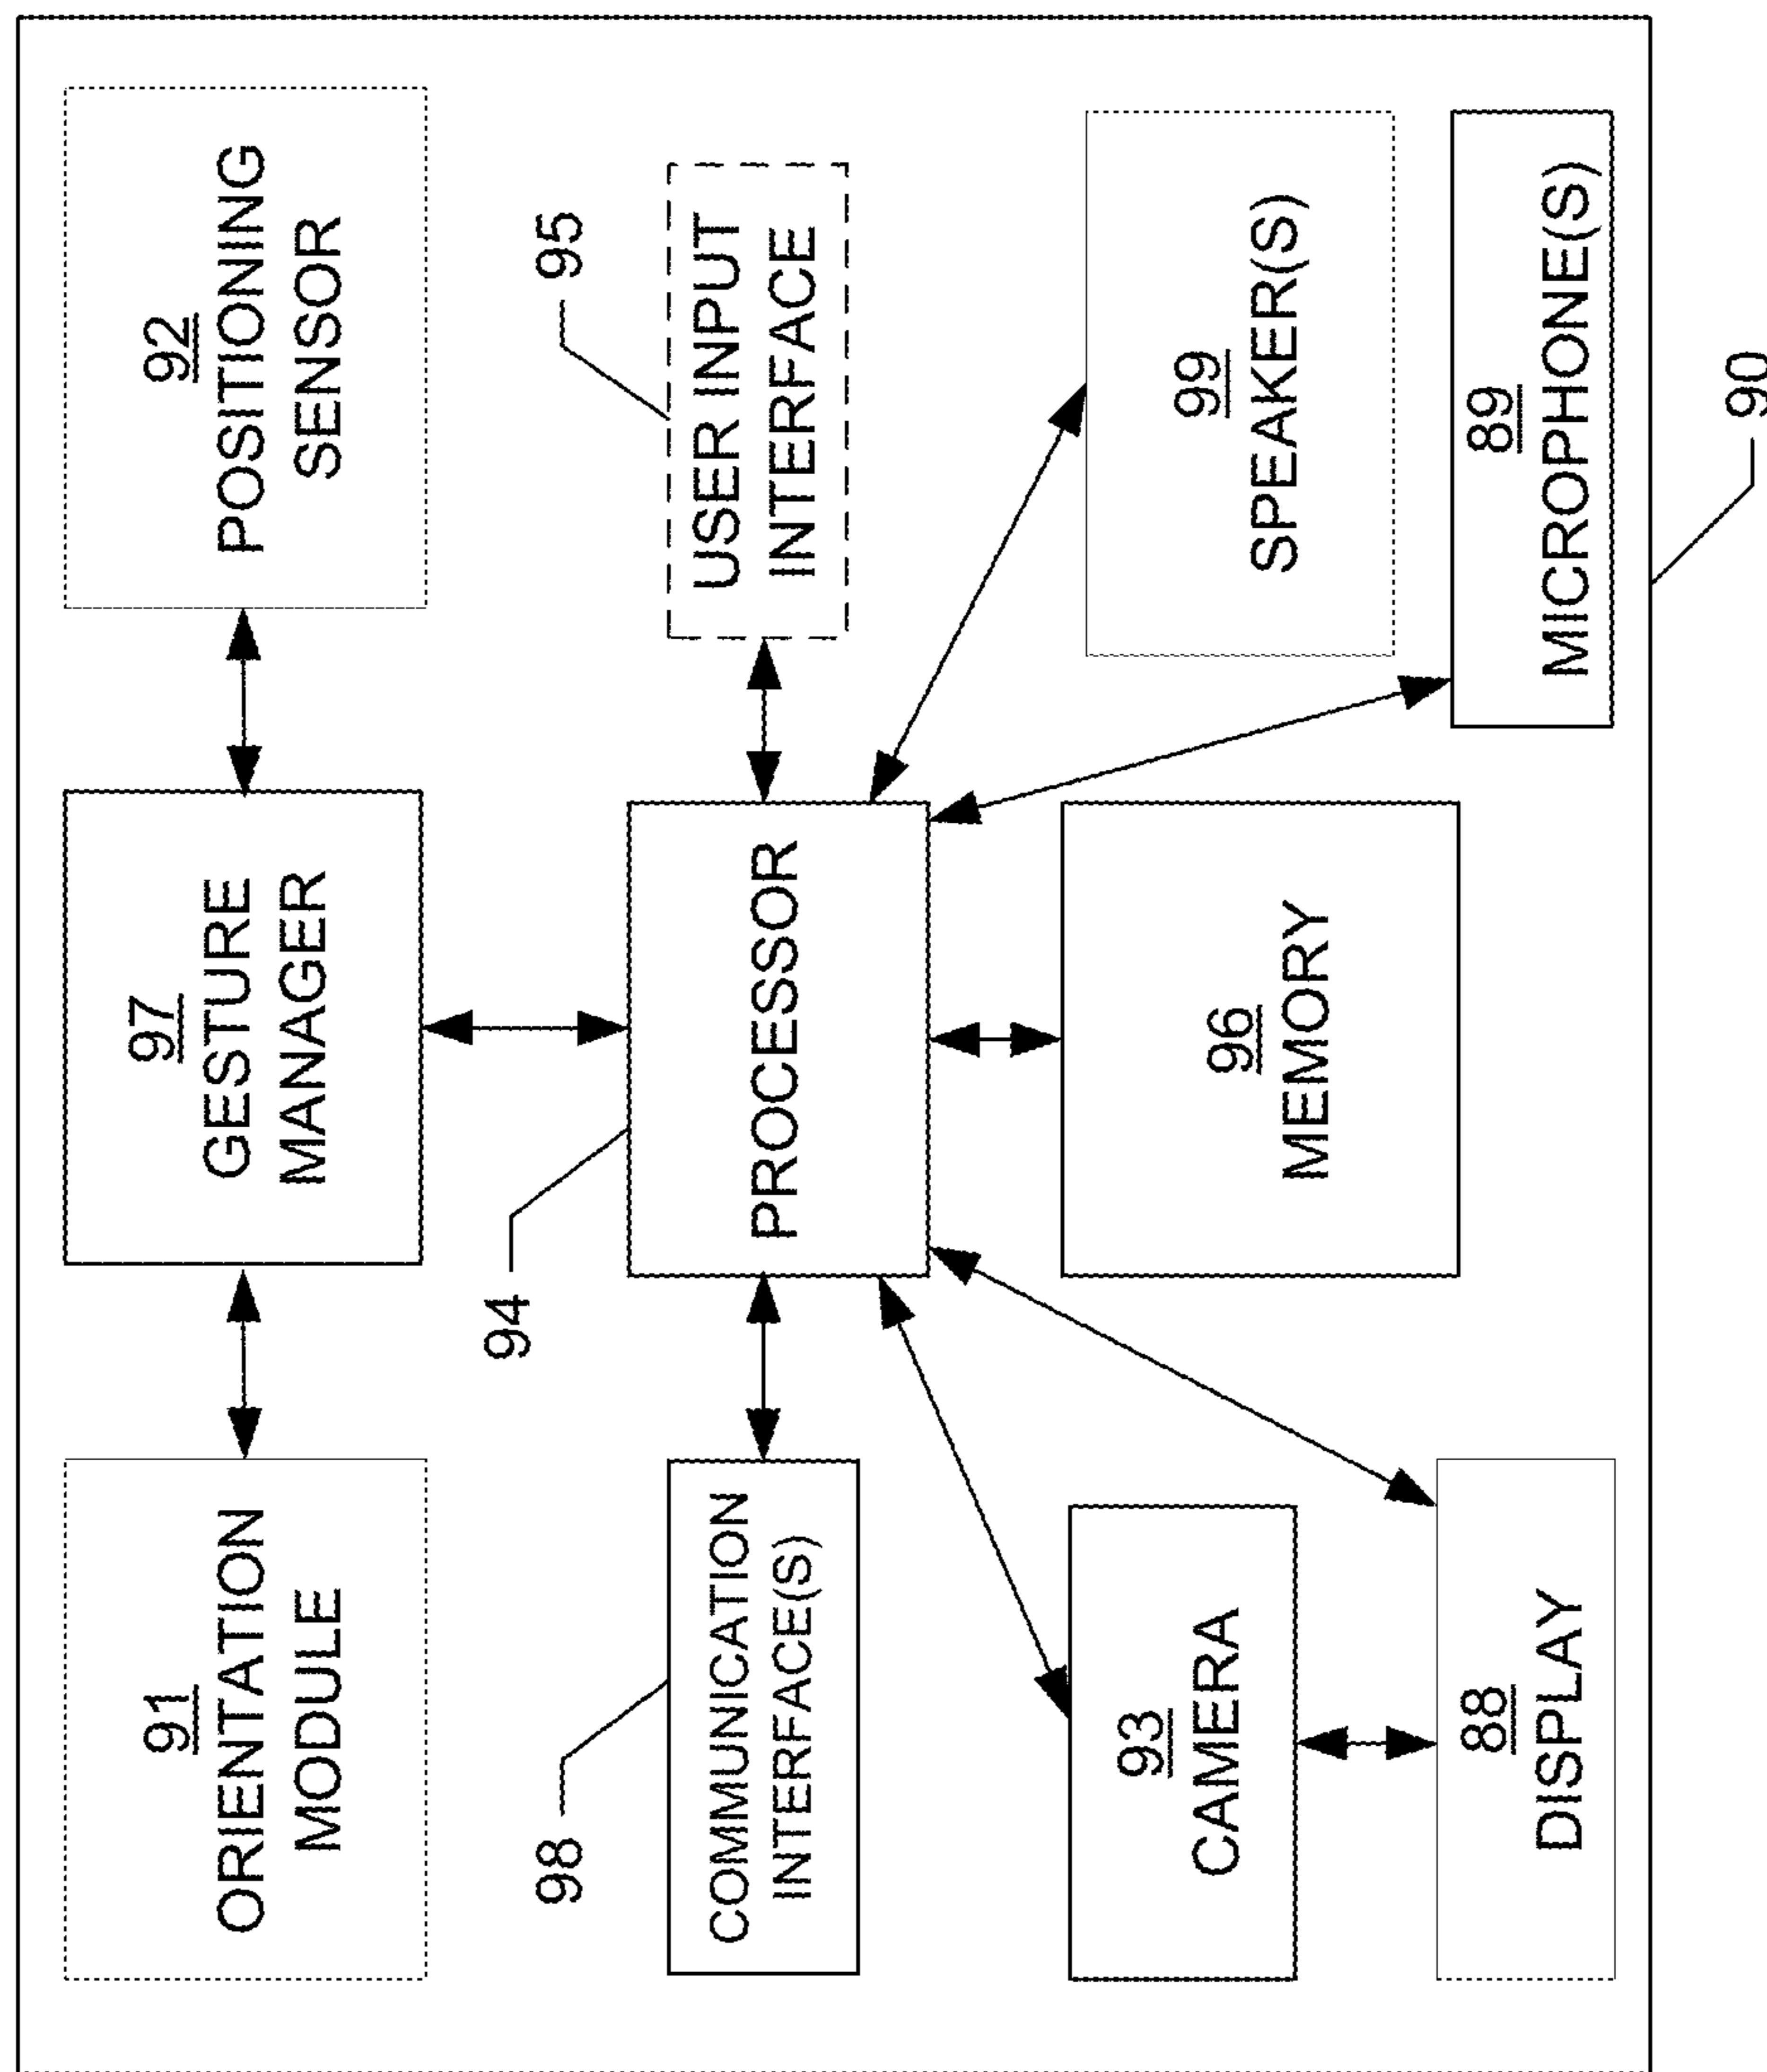 91
ORIENTATION
MODULE
97
GESTURE
MANAGER
92
POSITIONING
SENSOR
98
94
95
COMMUNICATION
INTERFACE(S)
PROCESSOR
USER INPUT
INTERFACE
93
CAMERA
96
MEMORY
99
SPEAKER(S)
88
DISPLAY
89
MICROPHONE(S)
90